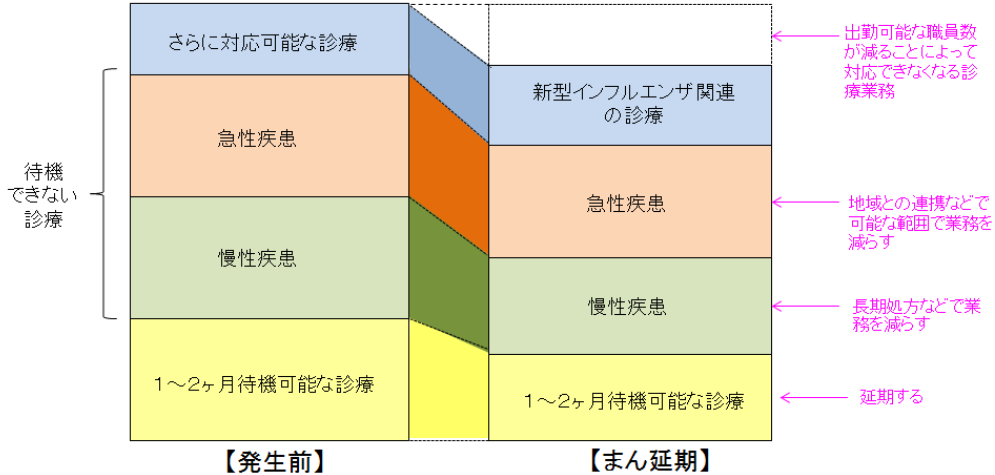 さらに対応可能な診療
急性疾患
慢性疾患
1～2ヶ月待機可能な診療
待機
できない
診療
【発生前】
新型インフルエンザ関連
の診療
急性疾患
慢性疾患
1～2ヶ月待機可能な診療
【まん延期】
出勤可能な職員数
が減ることによって
対応できなくなる診
療業務
地域との連携などで
可能な範囲で業務を
減らす
長期処方などで業
務を減らす
延期する